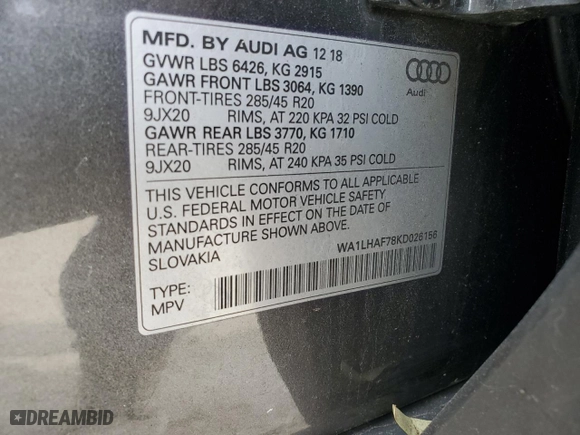 MFD. BY AUDI AG 12 18
GVWR LBS 6426, KG 2915
GAWR FRONT LBS 3064, KG 1390
FRONT-TIRES 285/45 R20
9JX20 RIMS, AT 220 KPA 32 PSI COLD
GAWR REAR LBS 3770, KG 1710
REAR-TIRES 285/45 R20
9JX20 RIMS, AT 240 KPA 35 PSI COLD
Audi
THIS VEHICLE CONFORMS TO ALL APPLICABLE
U.S. FEDERAL MOTOR VEHICLE SAFETY
STANDARDS IN EFFECT ON THE DATE OF
MANUFACTURE SHOWN ABOVE.
SLOVAKIA
WA1LHAF78KD026156
TYPE:
MPV
DREAMBID